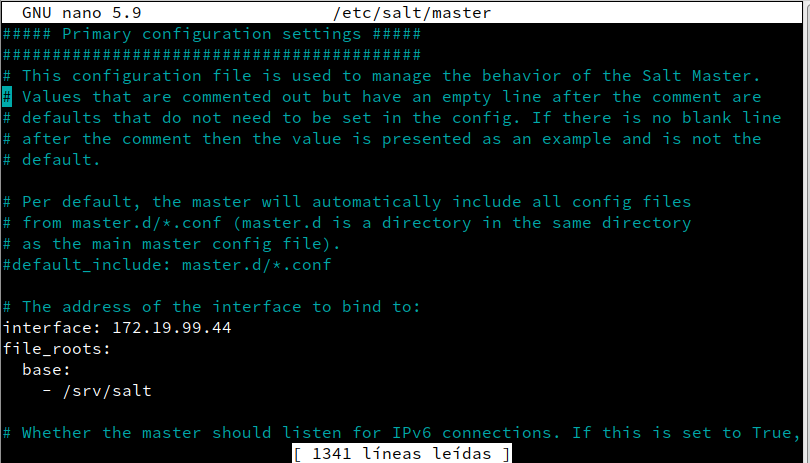 GNU nano 5.9 /etc/salt/master
##### Primary configuration settings #####
##########################################
# This configuration file is used to manage the behavior of the Salt Master.
# Values that are commented out but have an empty line after the comment are
# defaults that do not need to be set in the config. If there is no blank line
# after the comment then the value is presented as an example and is not the
# default.
# Per default, the master will automatically include all config files
# from master.d/*.conf (master.d is a directory in the same directory
# as the main master config file).
#default_include: master.d/*.conf
# The address of the interface to bind to:
interface: 172.19.99.44
file_roots:
  base:
    - /srv/salt
# Whether the master should listen for IPv6 connections. If this is set to True,
[ 1341 líneas leídas ]